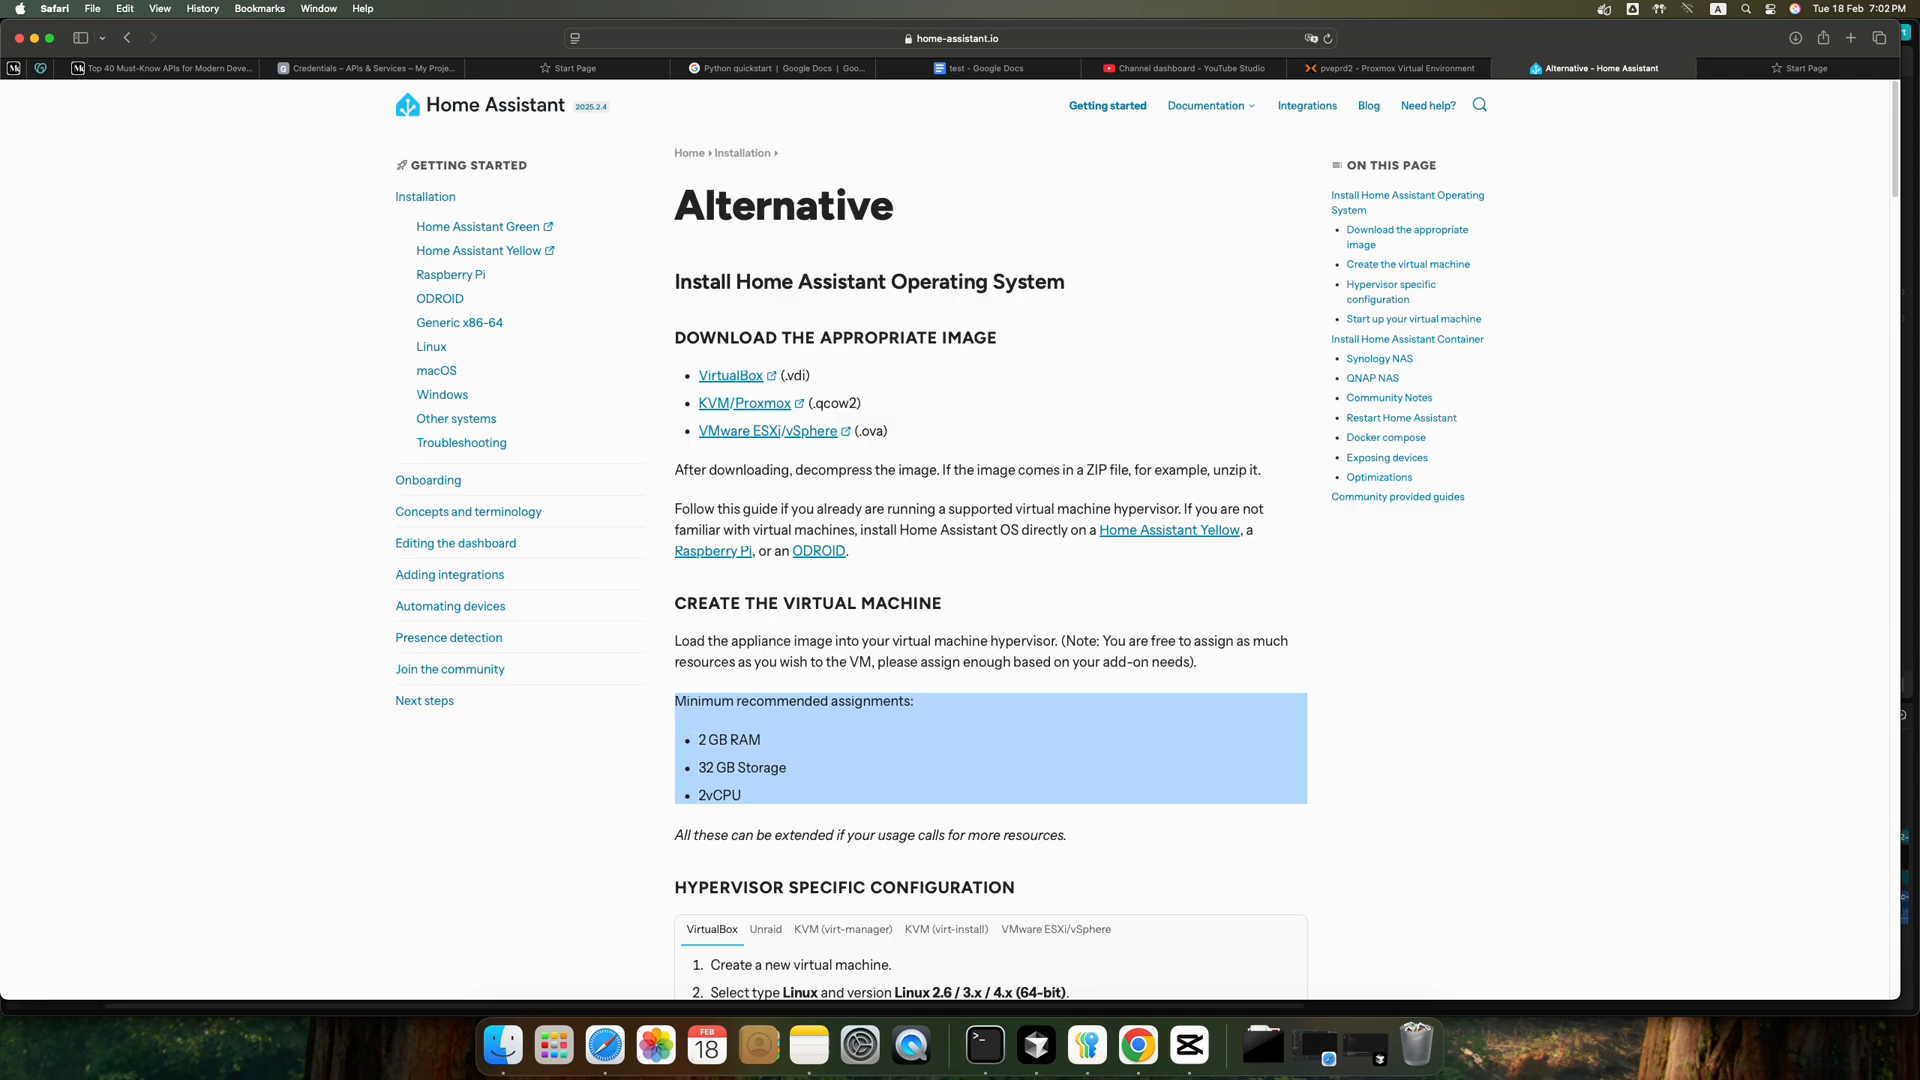 Safari File Edit View History Bookmarks Window Help
A
Tue 18 Feb 7:02 PM
home-assistant.io
Top 40 Must-Know APIs for Modern Deve...
Credentials – APIs & Services – My Proje...
Start Page
Python quickstart | Google Docs | Goo...
test - Google Docs
Channel dashboard - YouTube Studio
pveprd2 - Proxmox Virtual Environment
Alternative - Home Assistant
Start Page
Home Assistant 2025.2.4
Getting started Documentation Integrations Blog Need help?
GETTING STARTED
Installation
Home Assistant Green
Home Assistant Yellow
Raspberry Pi
ODROID
Generic x86-64
Linux
macOS
Windows
Other systems
Troubleshooting
Onboarding
Concepts and terminology
Editing the dashboard
Adding integrations
Automating devices
Presence detection
Join the community
Next steps
Home Installation
Alternative
Install Home Assistant Operating System
DOWNLOAD THE APPROPRIATE IMAGE
• VirtualBox (.vdi)
• KVM/Proxmox (.qcow2)
• VMware ESXi/vSphere (.ova)
After downloading, decompress the image. If the image comes in a ZIP file, for example, unzip it.
Follow this guide if you already are running a supported virtual machine hypervisor. If you are not
familiar with virtual machines, install Home Assistant OS directly on a Home Assistant Yellow, a
Raspberry Pi, or an ODROID.
CREATE THE VIRTUAL MACHINE
Load the appliance image into your virtual machine hypervisor. (Note: You are free to assign as much
resources as you wish to the VM, please assign enough based on your add-on needs).
Minimum recommended assignments:
• 2 GB RAM
• 32 GB Storage
• 2vCPU
All these can be extended if your usage calls for more resources.
HYPERVISOR SPECIFIC CONFIGURATION
VirtualBox Unraid KVM (virt-manager) KVM (virt-install) VMware ESXi/vSphere
1. Create a new virtual machine.
2. Select type Linux and version Linux 2.6 / 3.x / 4.x (64-bit).
ON THIS PAGE
Install Home Assistant Operating
System
• Download the appropriate
image
• Create the virtual machine
• Hypervisor specific
configuration
• Start up your virtual machine
Install Home Assistant Container
• Synology NAS
• QNAP NAS
• Community Notes
• Restart Home Assistant
• Docker compose
• Exposing devices
• Optimizations
Community provided guides
FEB
18